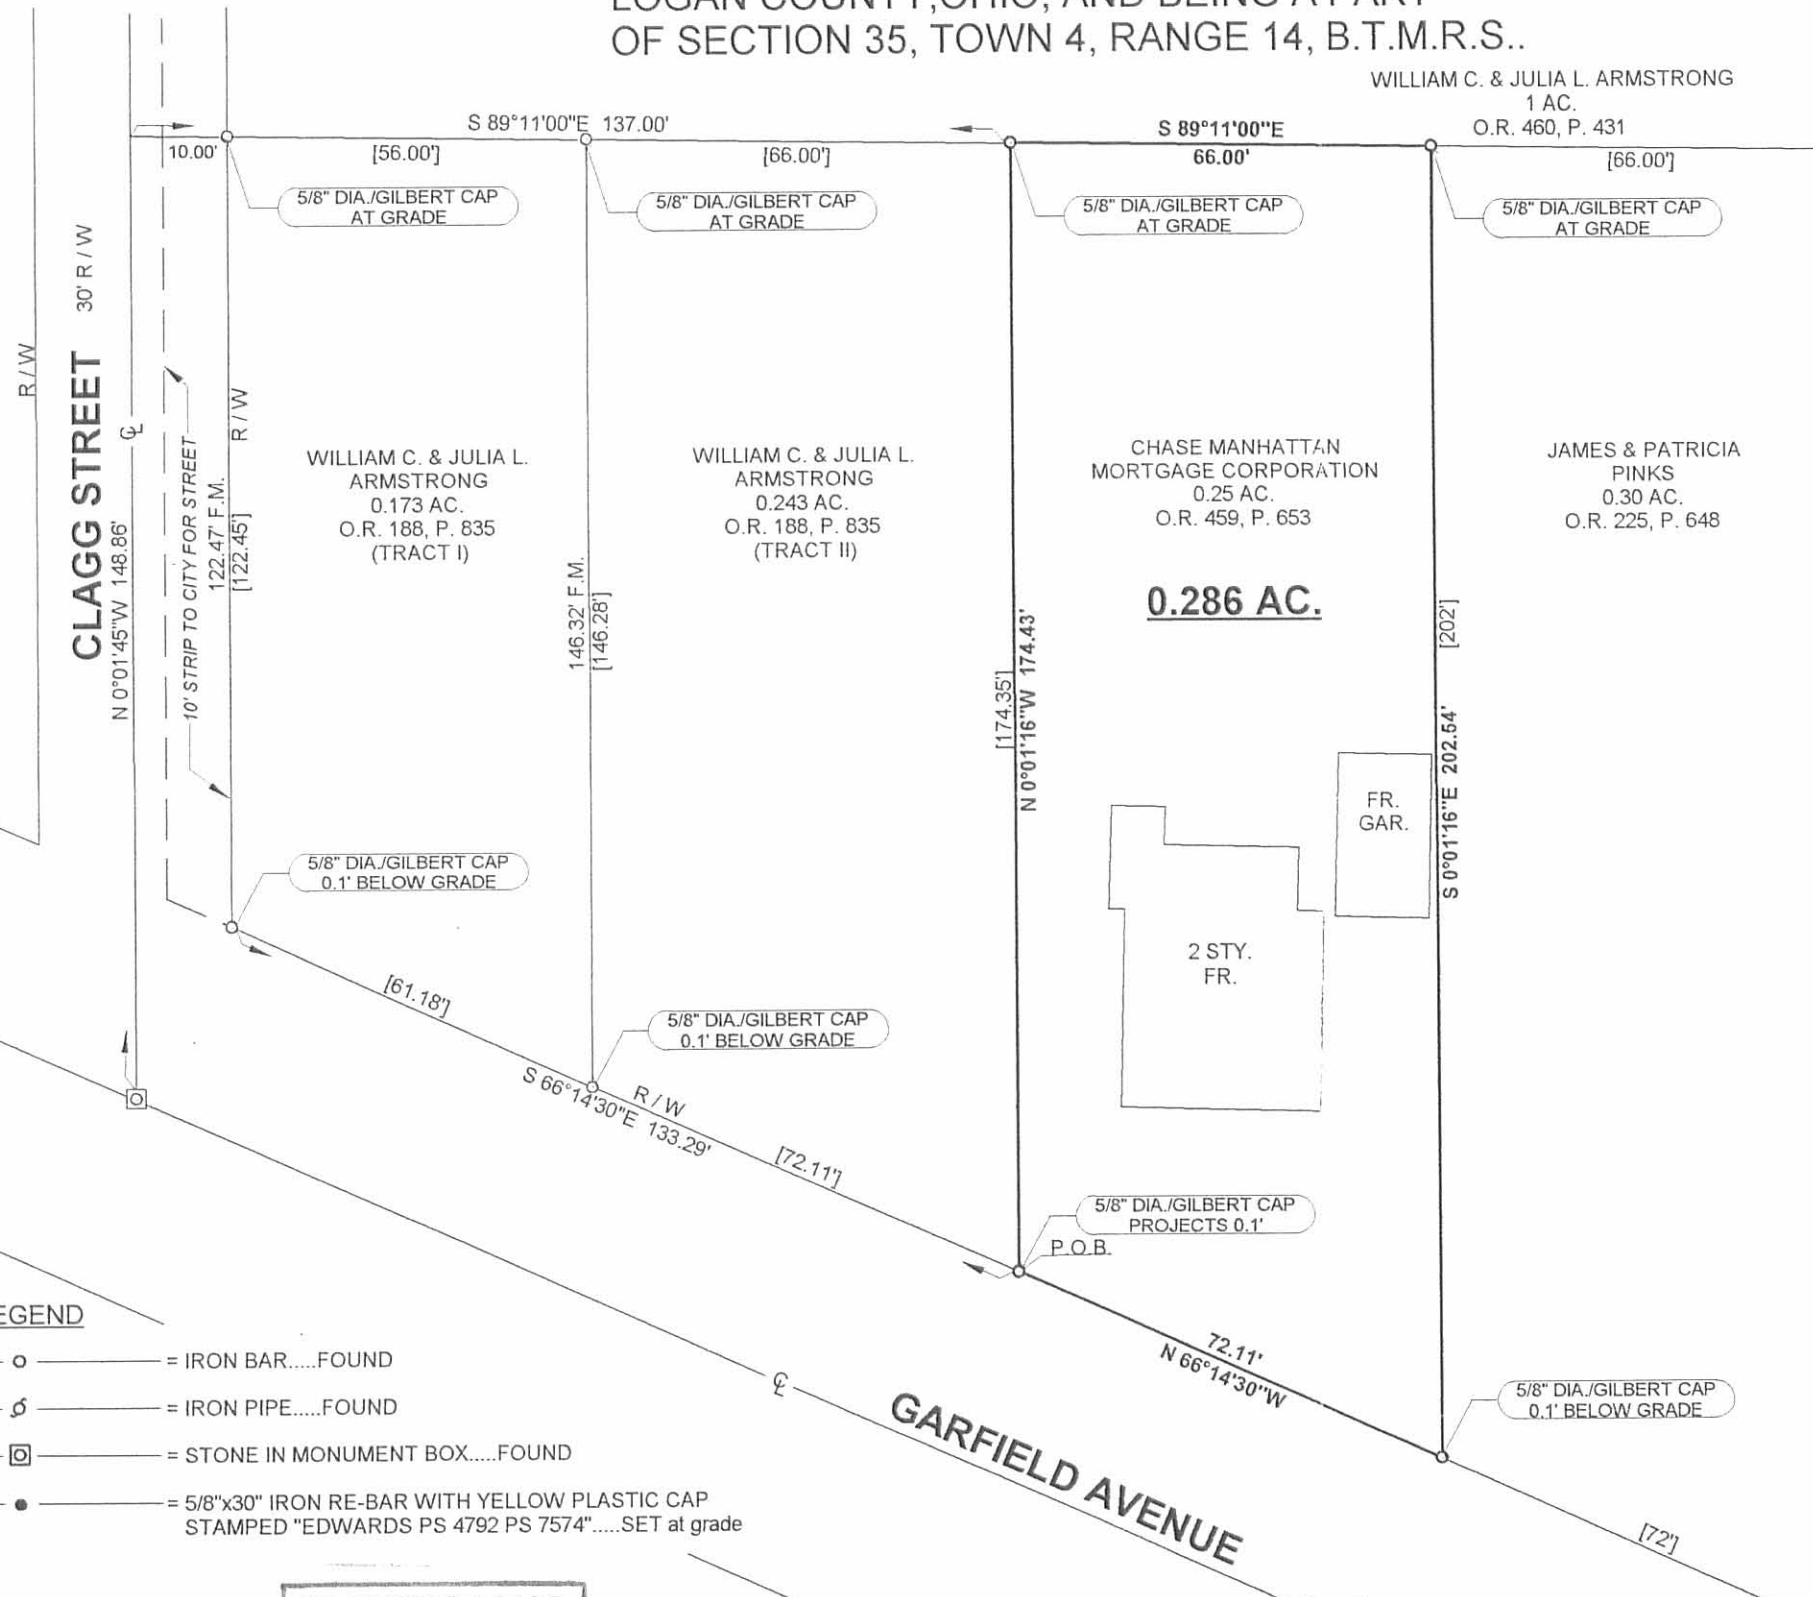 OF SECTION 35, TOWN 4, RANGE 14, B.T.M.R.S..
WILLIAM C. & JULIA L. ARMSTRONG
1 AC.
O.R. 460, P. 431
S 89°11'00"E 137.00'
S 89°11'00"E
10.00'
[56.00']
[66.00']
66.00'
[66.00']
5/8" DIA./GILBERT CAP
AT GRADE
5/8" DIA./GILBERT CAP
AT GRADE
5/8" DIA./GILBERT CAP
AT GRADE
5/8" DIA./GILBERT CAP
AT GRADE
R/W
CLAGG STREET
30' R/W
N 0°01'45"W 148.86'
10' STRIP TO CITY FOR STREET
R/W
122.47' F.M.
[122.45']
WILLIAM C. & JULIA L.
ARMSTRONG
0.173 AC.
O.R. 188, P. 835
(TRACT I)
146.32' F.M.
[146.28']
WILLIAM C. & JULIA L.
ARMSTRONG
0.243 AC.
O.R. 188, P. 835
(TRACT II)
[174.35']
N 0°01'16"W 174.43'
CHASE MANHATTAN
MORTGAGE CORPORATION
0.25 AC.
O.R. 459, P. 653
0.286 AC.
JAMES & PATRICIA
PINKS
0.30 AC.
O.R. 225, P. 648
[202']
S 0°01'16"E 202.54'
FR.
GAR.
2 STY.
FR.
5/8" DIA./GILBERT CAP
0.1' BELOW GRADE
[61.18']
5/8" DIA./GILBERT CAP
0.1' BELOW GRADE
S 66°14'30"E 133.29'
R/W
[72.11']
5/8" DIA./GILBERT CAP
PROJECTS 0.1'
P.O.B.
72.11'
N 66°14'30"W
5/8" DIA./GILBERT CAP
0.1' BELOW GRADE
[72']
GARFIELD AVENUE
EGEND
= IRON BAR.....FOUND
= IRON PIPE.....FOUND
= STONE IN MONUMENT BOX.....FOUND
= 5/8"x30" IRON RE-BAR WITH YELLOW PLASTIC CAP
STAMPED "EDWARDS PS 4792 PS 7574".....SET at grade